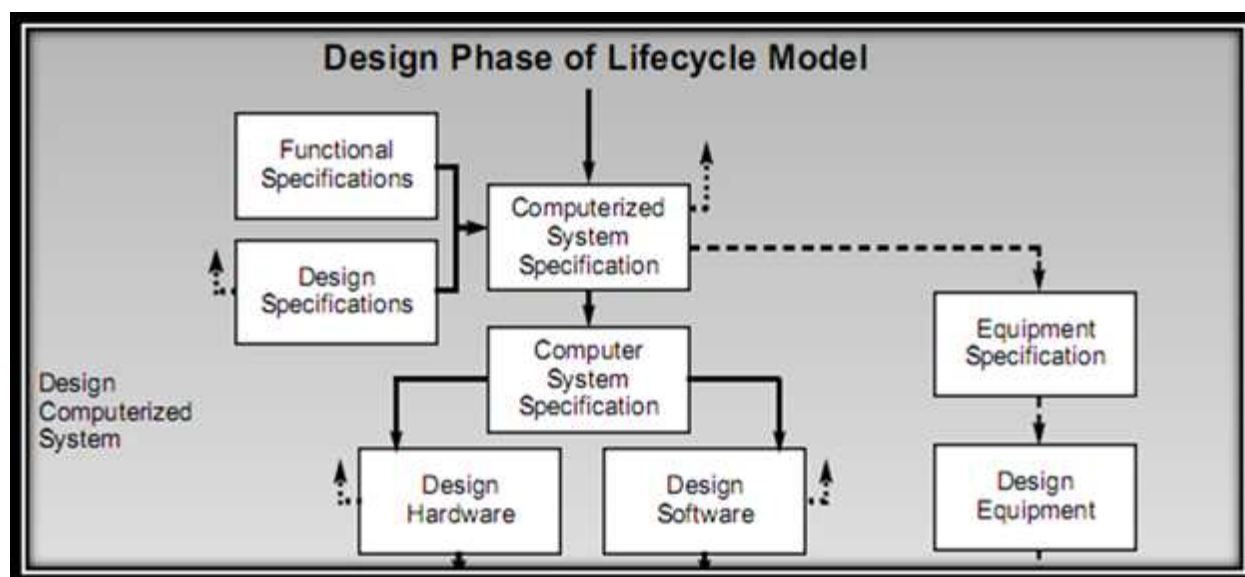 Design Phase of Lifecycle Model
Functional
Specifications
Computerized
System
Specification
Design
Specifications
Equipment
Specification
Computer
System
Specification
Design
Computerized
System
Design
Hardware
Design
Software
Design
Equipment